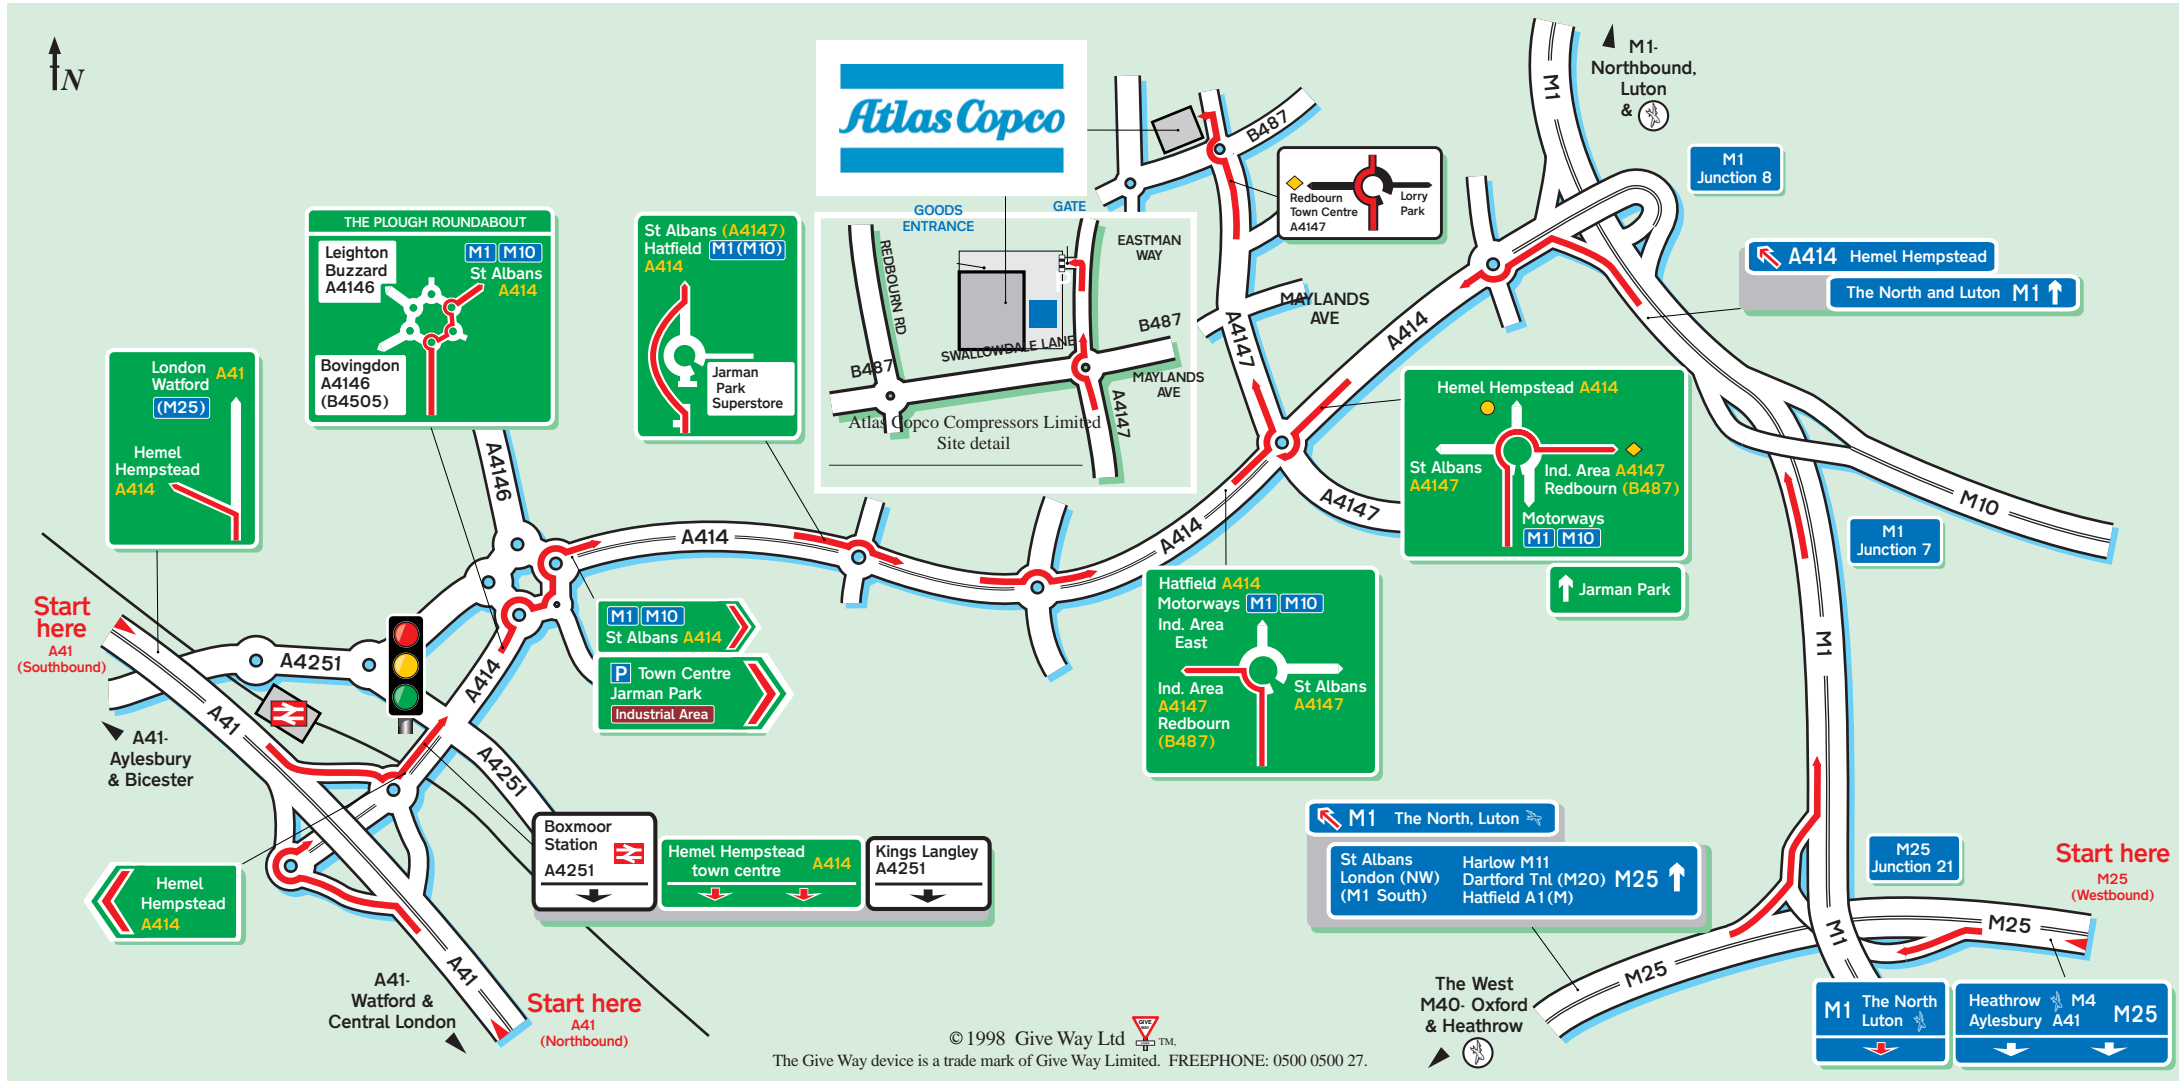 N
Atlas Copco
B487
M1
M1-
Northbound,
Luton
&
M1
Junction 8
Redbourn
Town Centre
A4147
Lorry
Park
THE PLOUGH ROUNDABOUT
Leighton
Buzzard
A4146
M1 M10
St Albans
A414
Bovingdon
A4146
(B4505)
St Albans (A4147)
Hatfield M1(M10)
A414
Jarman
Park
Superstore
GOODS
ENTRANCE
GATE
EASTMAN
WAY
REDBOURN RD
B487
SWALLOWDALE LANE
B487
MAYLANDS
AVE
A4147
Atlas Copco Compressors Limited
Site detail
MAYLANDS
AVE
A4147
A414
A414 Hemel Hempstead
The North and Luton M1
London
Watford A41
(M25)
Hemel
Hempstead
A414
Hemel Hempstead A414
St Albans
A4147
Ind. Area A4147
Redbourn (B487)
Motorways
M1 M10
Jarman Park
A4146
A414
A414
A4147
M10
M1
Junction 7
Start
here
A41
(Southbound)
A4251
A414
M1 M10
St Albans A414
P Town Centre
Jarman Park
Industrial Area
Hatfield A414
Motorways M1 M10
Ind. Area
East
Ind. Area
A4147
Redbourn
(B487)
St Albans
A4147
M1
A41
A41-
Aylesbury
& Bicester
A4251
Boxmoor
Station
A4251
Hemel Hempstead
town centre A414
Kings Langley
A4251
Hemel
Hempstead
A414
A41
A41-
Watford &
Central London
Start here
A41
(Northbound)
M1 The North, Luton
St Albans
London (NW)
(M1 South)
Harlow M11
Dartford Tnl (M20)
Hatfield A1(M)
M25
M25
Junction 21
Start here
M25
(Westbound)
M25
M1
M25
The West
M40- Oxford
& Heathrow
M1 The North
Luton
Heathrow M4
Aylesbury A41
M25
© 1998 Give Way Ltd GIVE WAY TM.
The Give Way device is a trade mark of Give Way Limited. FREEPHONE: 0500 0500 27.